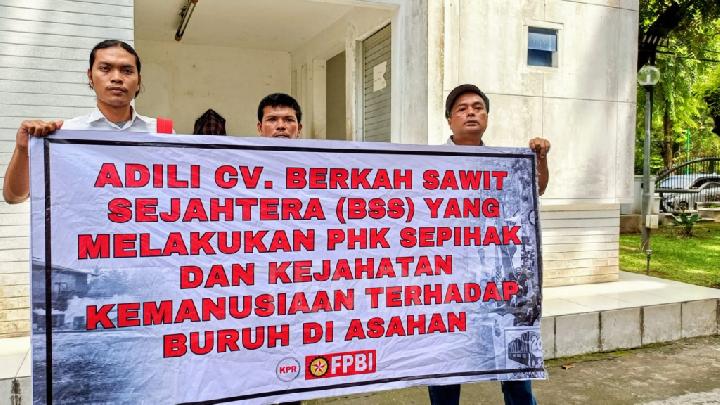 ADILI CV. BERKAH SAWIT
SEJAHTERA (BSS) YANG
MELAKUKAN PHK SEPIHAK
DAN KEJAHATAN
KEMANUSIAAN TERHADAP
BURUH DI ASAHAN
KPR FPBI